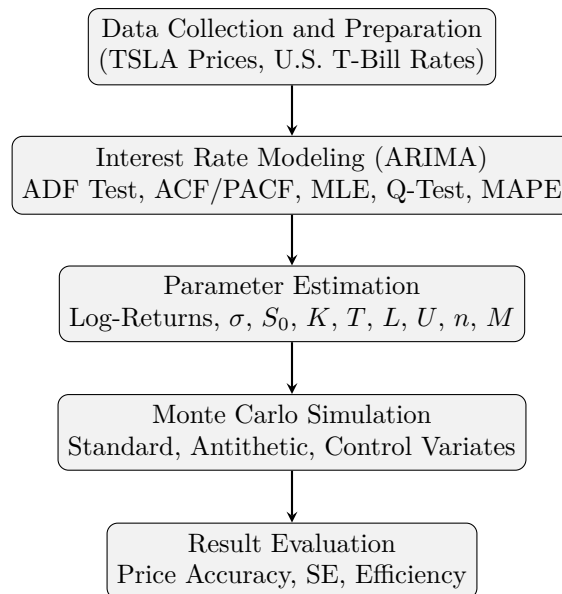 Data Collection and Preparation
(TSLA Prices, U.S. T-Bill Rates)
Interest Rate Modeling (ARIMA)
ADF Test, ACF/PACF, MLE, Q-Test, MAPE
Parameter Estimation
Log-Returns, σ, S₀, K, T, L, U, n, M
Monte Carlo Simulation
Standard, Antithetic, Control Variates
Result Evaluation
Price Accuracy, SE, Efficiency